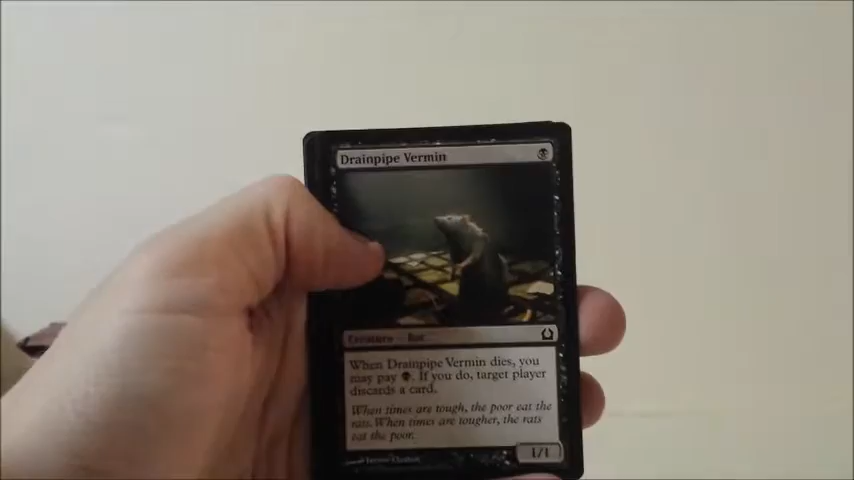 Drainpipe Vermin
Creature — Rat
When Drainpipe Vermin dies, you
may pay . If you do, target player
discards a card.
When times are tough, the poor eat the
rats. When times are tougher, the rats
eat the poor.
1/1